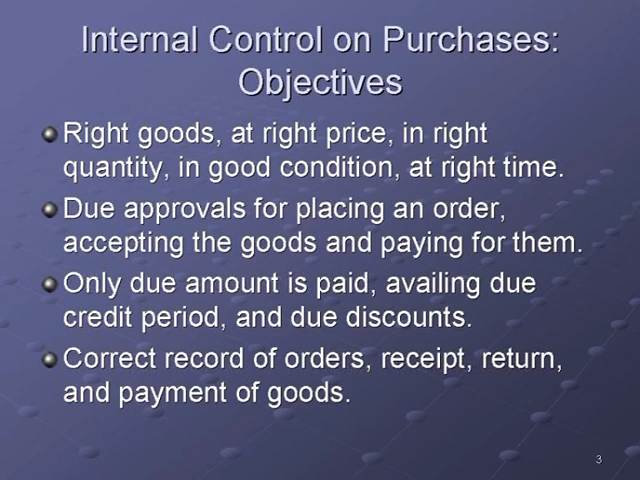 Internal Control on Purchases:
Objectives
Right goods, at right price, in right
quantity, in good condition, at right time.
Due approvals for placing an order,
accepting the goods and paying for them.
Only due amount is paid, availing due
credit period, and due discounts.
Correct record of orders, receipt, return,
and payment of goods.
3